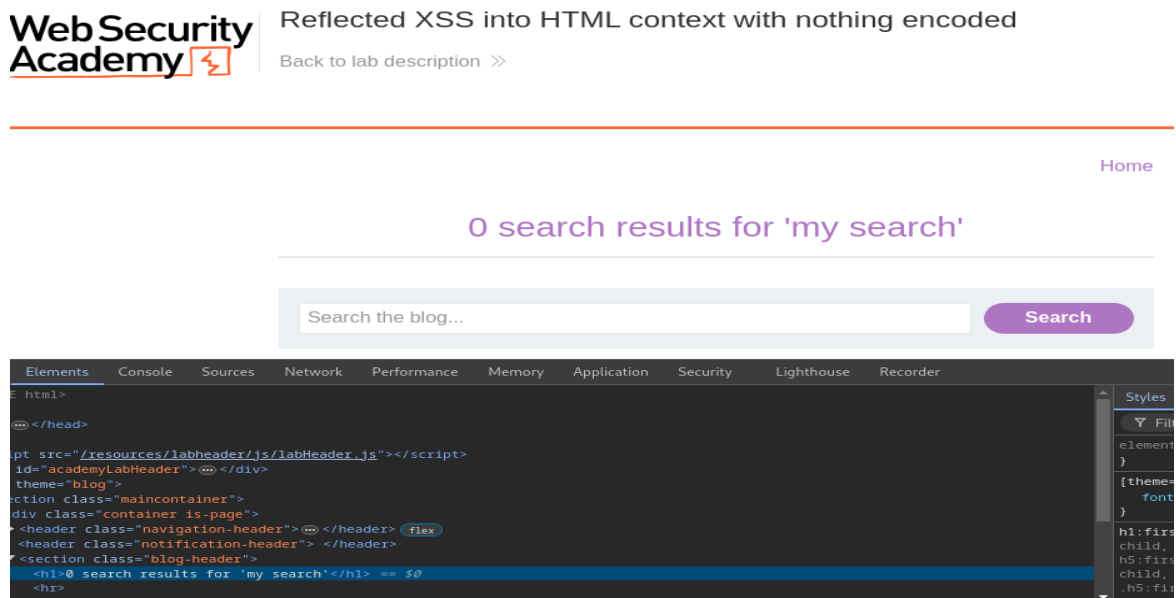 Web Security
Academy
Reflected XSS into HTML context with nothing encoded
Back to lab description
Home
0 search results for 'my search'
Search the blog...
Search
Elements Console Sources Network Performance Memory Application Security Lighthouse Recorder
E html>
</head>
ipt src="/resources/labheader/js/labHeader.js"></script>
id="academyLabHeader"> </div>
theme="blog">
ection class="maincontainer">
div class="container is-page">
<header class="navigation-header"> </header> flex
<header class="notification-header"> </header>
<section class="blog-header">
<h1>0 search results for 'my search'</h1> == $0
<hr>
Styles
Filt
element
}
[theme=
font
}
h1:firs
child,
h5:firs
child,
.h5:fir